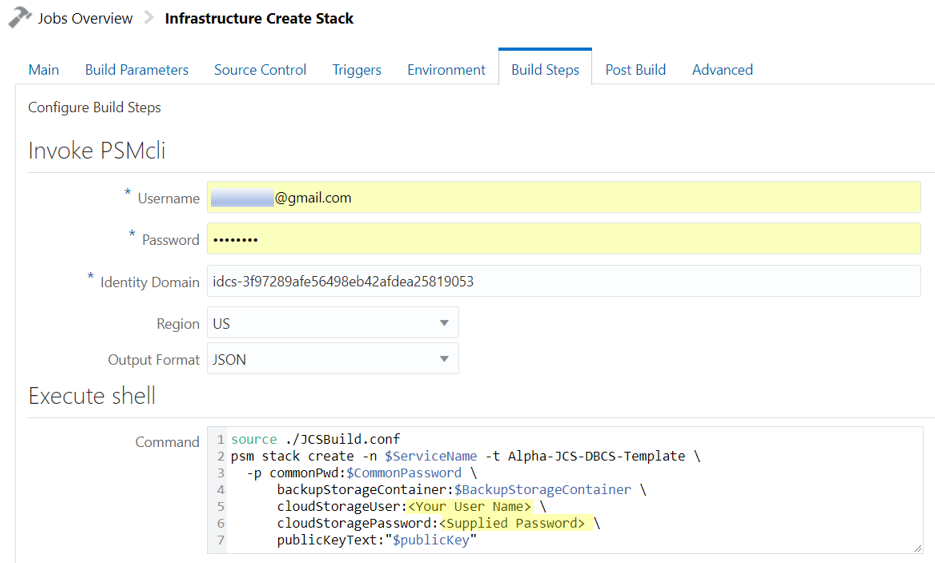 Jobs Overview > Infrastructure Create Stack
Main Build Parameters Source Control Triggers Environment Build Steps Post Build Advanced
Configure Build Steps
Invoke PSMcli
* Username @gmail.com
* Password ••••••••
* Identity Domain idcs-3f97289afe56498eb42afdea25819053
Region US
Output Format JSON
Execute shell
Command
1 source ./JCSBuild.conf
2 psm stack create -n $ServiceName -t Alpha-JCS-DBCS-Template \
3 -p commonPwd:$CommonPassword \
4 backupStorageContainer:$BackupStorageContainer \
5 cloudStorageUser:<Your User Name> \
6 cloudStoragePassword:<Supplied Password> \
7 publicKeyText:"$publicKey"